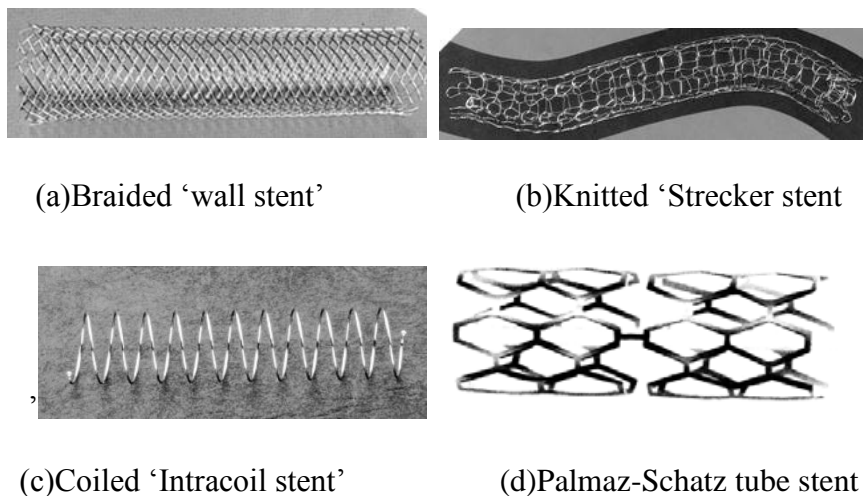 (a)Braided ‘wall stent’
(b)Knitted ‘Strecker stent
’
(c)Coiled ‘Intracoil stent’
(d)Palmaz-Schatz tube stent